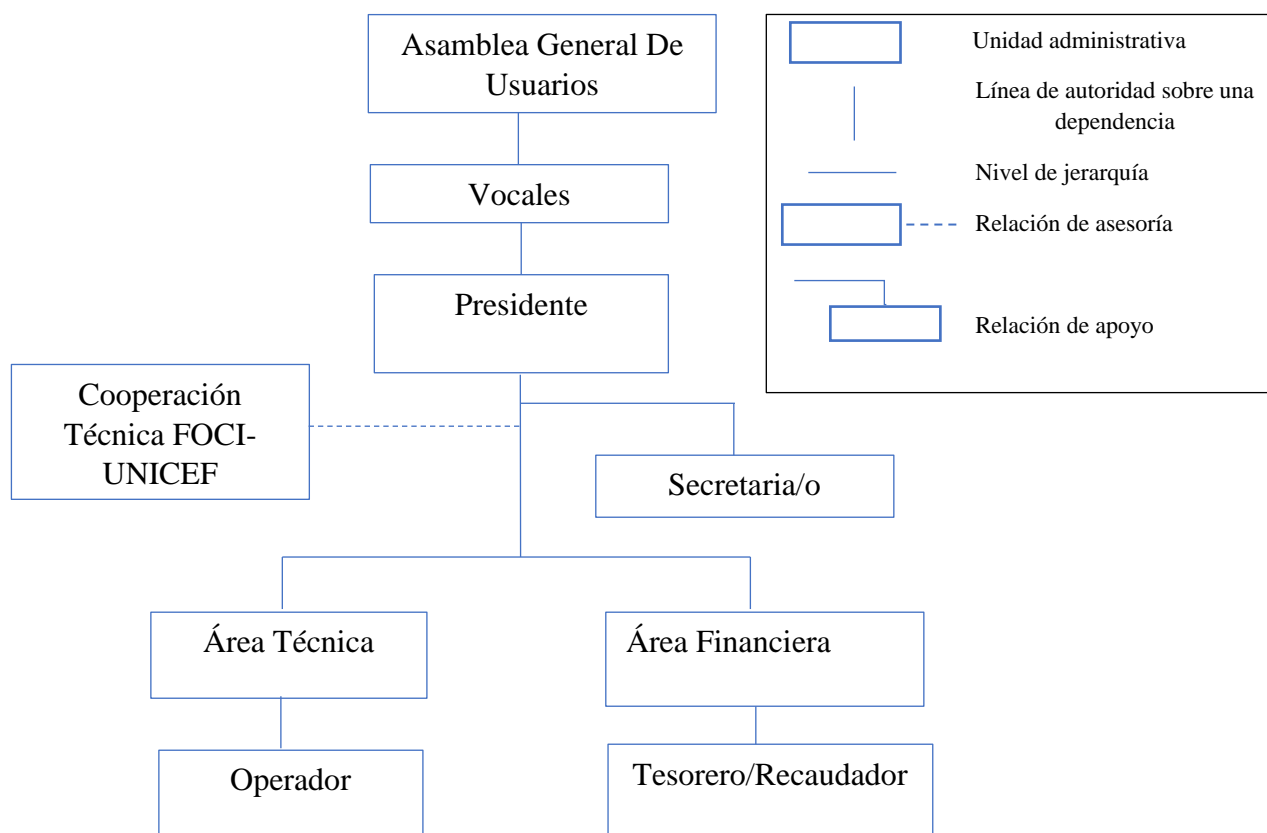 Asamblea General De
Usuarios
Vocales
Presidente
Cooperación
Técnica FOCI-
UNICEF
Secretaria/o
Área Técnica
Área Financiera
Operador
Tesorero/Recaudador
Unidad administrativa
Línea de autoridad sobre una
dependencia
Nivel de jerarquía
Relación de asesoría
Relación de apoyo